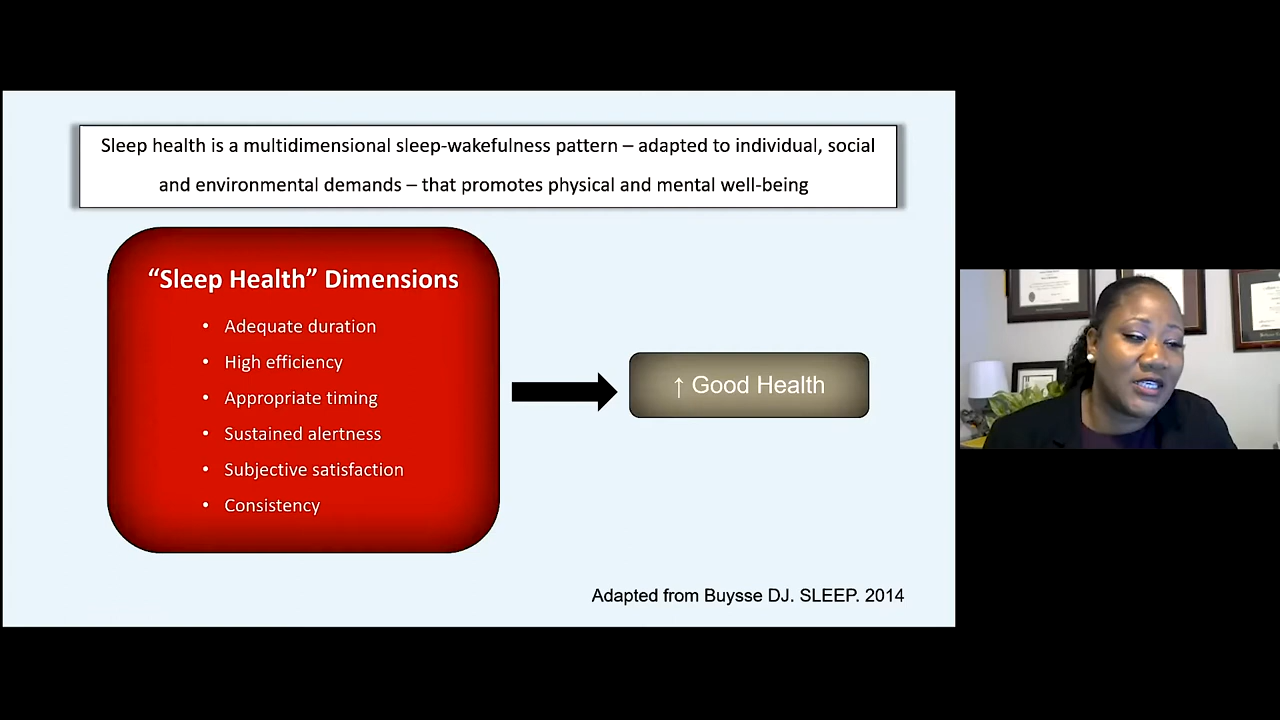 Sleep health is a multidimensional sleep-wakefulness pattern – adapted to individual, social
and environmental demands – that promotes physical and mental well-being
“Sleep Health” Dimensions
• Adequate duration
• High efficiency
• Appropriate timing
• Sustained alertness
• Subjective satisfaction
• Consistency
↑ Good Health
Adapted from Buysse DJ. SLEEP. 2014